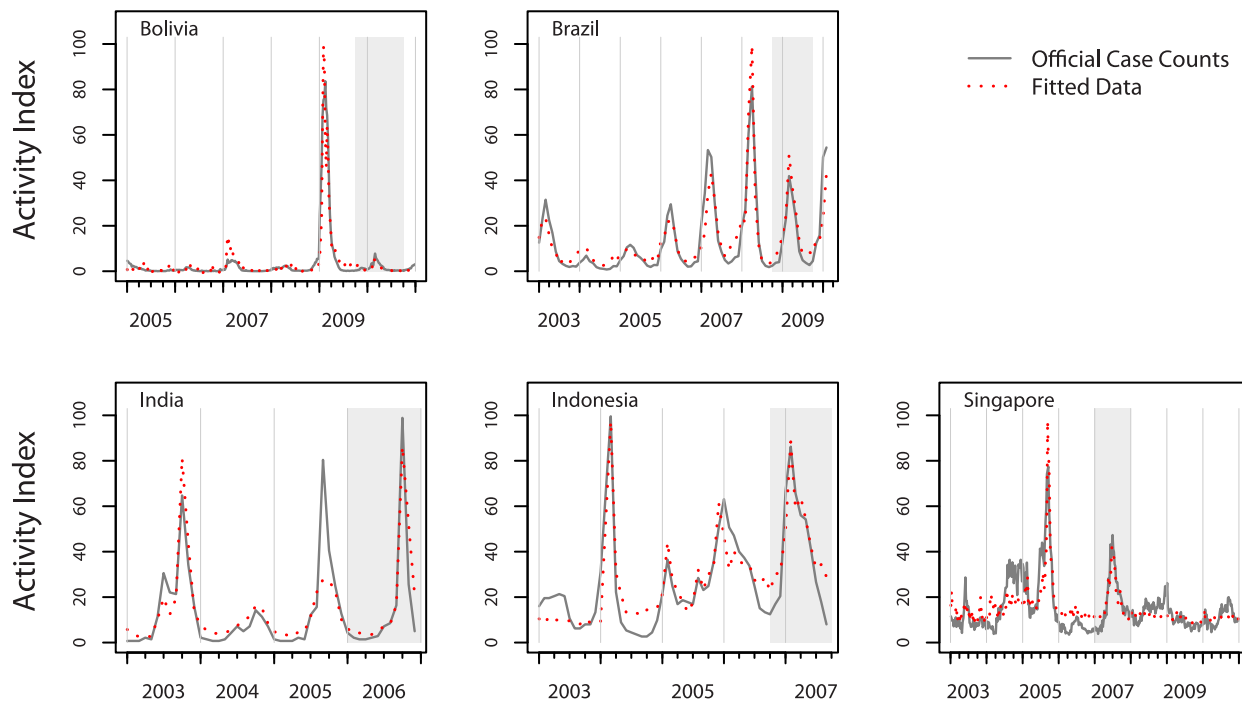 Bolivia
Brazil
Official Case Counts
Fitted Data
Activity Index
0 20 40 60 80 100
0 20 40 60 80 100
2005 2007 2009
2003 2005 2007 2009
India
Indonesia
Singapore
Activity Index
0 20 40 60 80 100
0 20 40 60 80 100
0 20 40 60 80 100
2003 2004 2005 2006
2003 2005 2007
2003 2005 2007 2009